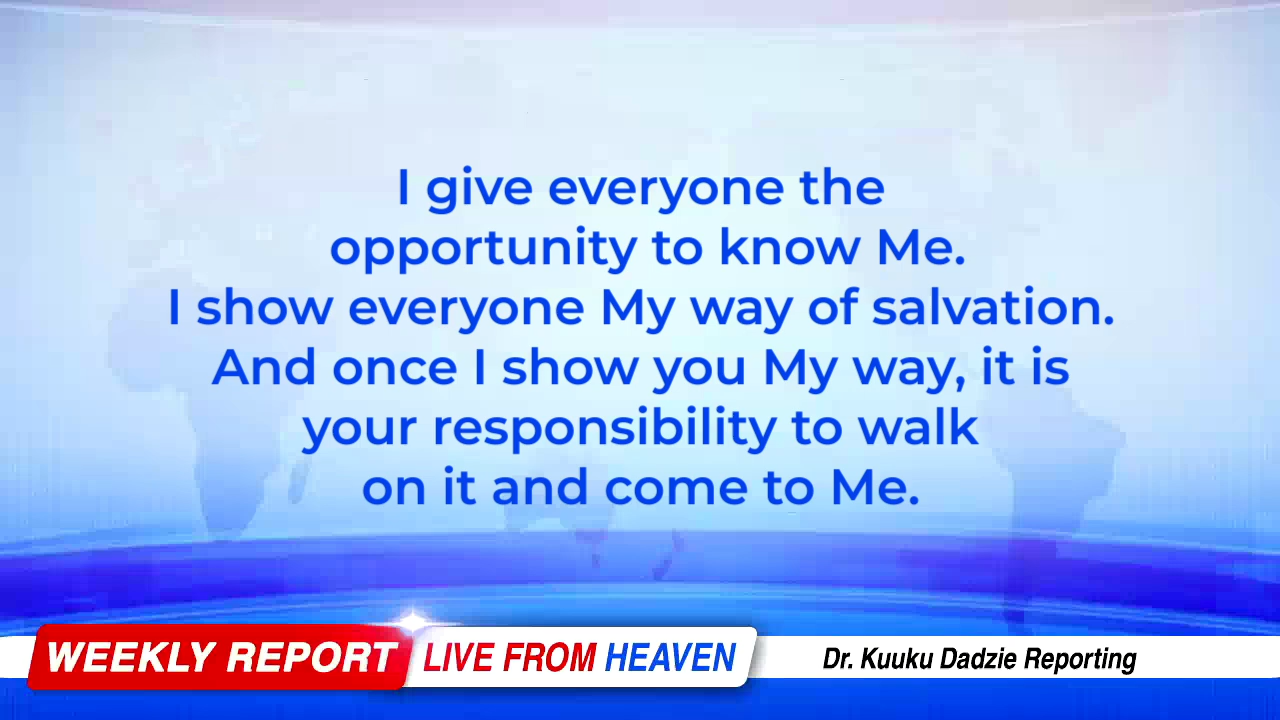 I give everyone the
opportunity to know Me.
I show everyone My way of salvation.
And once I show you My way, it is
your responsibility to walk
on it and come to Me.
WEEKLY REPORT LIVE FROM HEAVEN Dr. Kuuku Dadzie Reporting